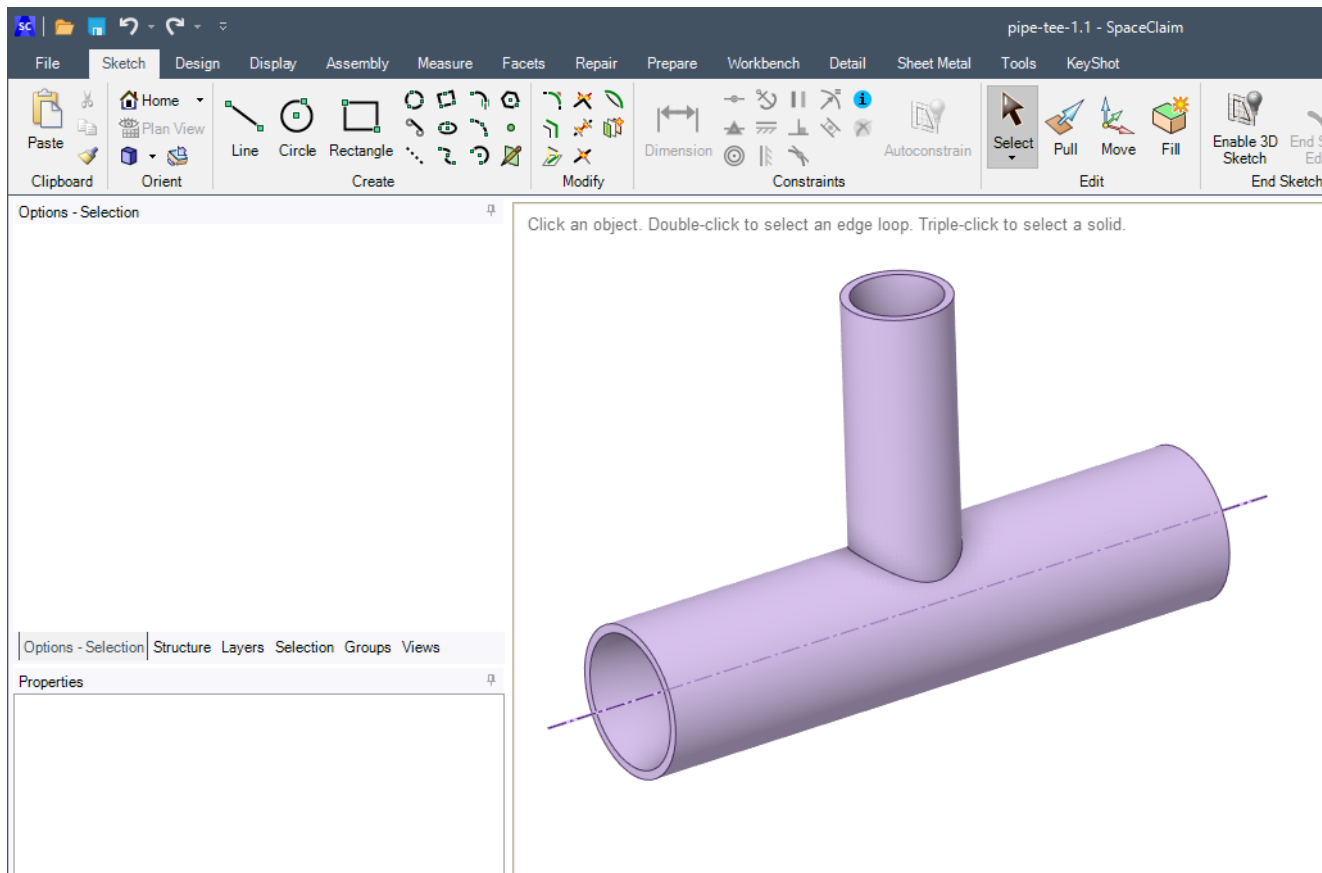 SC
pipe-tee-1.1 - SpaceClaim
File Sketch Design Display Assembly Measure Facets Repair Prepare Workbench Detail Sheet Metal Tools KeyShot
Paste
Home
Plan View
Line Circle Rectangle
Dimension
Autoconstrain
Select
Pull Move Fill
Enable 3D
Sketch
End
Clipboard Orient Create Modify Constraints Edit End Sketch
Options - Selection
Click an object. Double-click to select an edge loop. Triple-click to select a solid.
Options - Selection Structure Layers Selection Groups Views
Properties